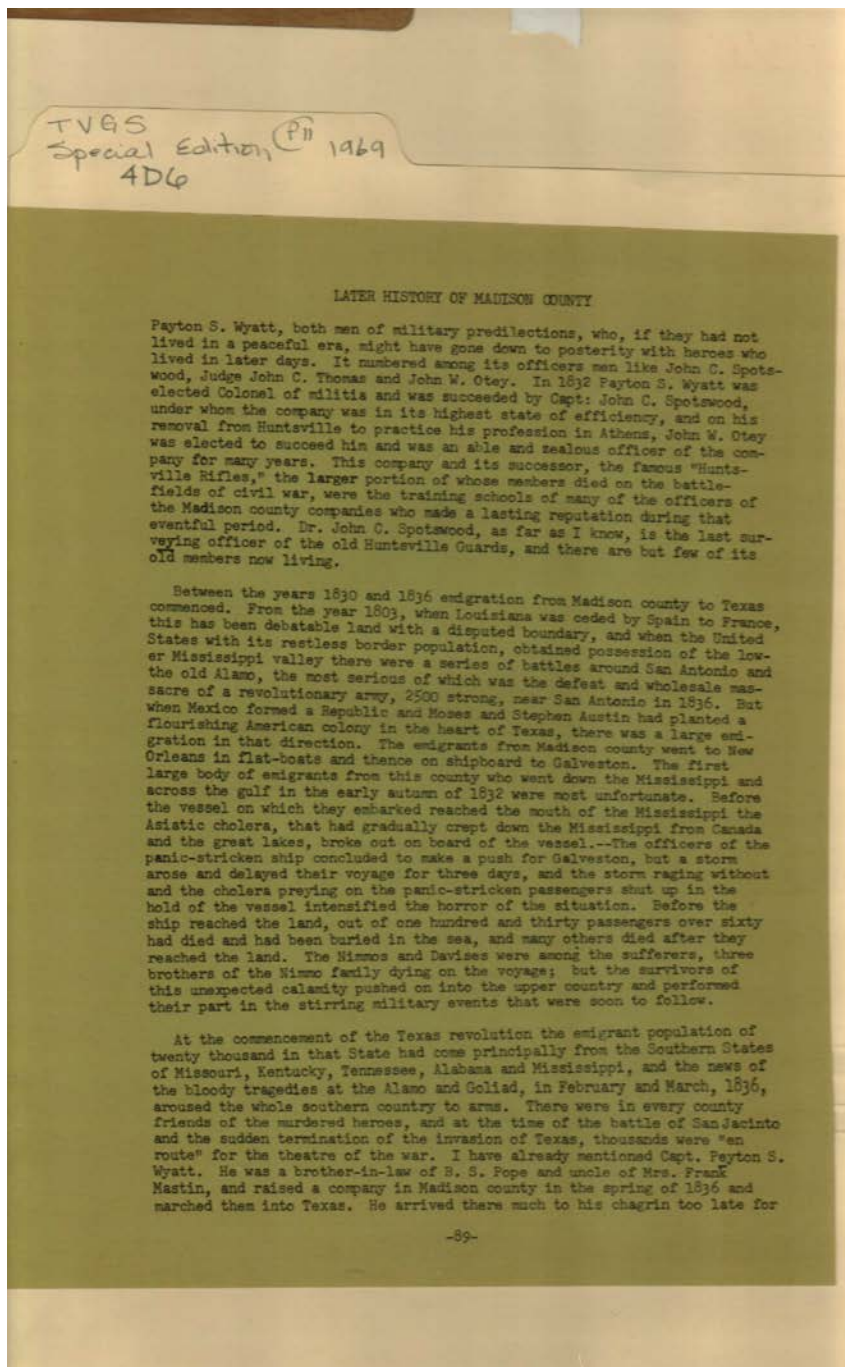 TVGS
Special Edition P11 1969
4D6
LATER HISTORY OF MADISON COUNTY
Payton S. Wyatt, both men of military predilections, who, if they had not
lived in a peaceful era, might have gone down to posterity with heroes who
lived in later days. It numbered among its officers men like John C. Spots-
wood, Judge John C. Thomas and John W. Otey. In 1832 Payton S. Wyatt was
elected Colonel of militia and was succeeded by Capt: John C. Spotswood,
under whom the company was in its highest state of efficiency, and on his
removal from Huntsville to practice his profession in Athens, John W. Otey
was elected to succeed him and was an able and zealous officer of the com-
pany for many years. This company and its successor, the famous "Hunts-
ville Rifles," the larger portion of whose members died on the battle-
fields of civil war, were the training schools of many of the officers of
the Madison county companies who made a lasting reputation during that
eventful period. Dr. John C. Spotswood, as far as I know, is the last sur-
veying officer of the old Huntsville Guards, and there are but few of its
old members now living.
Between the years 1830 and 1836 emigration from Madison county to Texas
commenced. From the year 1803, when Louisiana was ceded by Spain to France,
this has been debatable land with a disputed boundary, and when the United
States with its restless border population, obtained possession of the low-
er Mississippi valley there were a series of battles around San Antonio and
the old Alamo, the most serious of which was the defeat and wholesale mas-
sacre of a revolutionary army, 2500 strong, near San Antonio in 1836. But
when Mexico formed a Republic and Moses and Stephen Austin had planted a
flourishing American colony in the heart of Texas, there was a large emi-
gration in that direction. The emigrants from Madison county went to New
Orleans in flat-boats and thence on shipboard to Galveston. The first
large body of emigrants from this county who went down the Mississippi and
across the gulf in the early autumn of 1832 were most unfortunate. Before
the vessel on which they embarked reached the mouth of the Mississippi the
Asiatic cholera, that had gradually crept down the Mississippi from Canada
and the great lakes, broke out on board of the vessel.--The officers of the
panic-stricken ship concluded to make a push for Galveston, but a storm
arose and delayed their voyage for three days, and the storm raging without
and the cholera preying on the panic-stricken passengers shut up in the
hold of the vessel intensified the horror of the situation. Before the
ship reached the land, out of one hundred and thirty passengers over sixty
had died and had been buried in the sea, and many others died after they
reached the land. The Nimmos and Davises were among the sufferers, three
brothers of the Nimmo family dying on the voyage; but the survivors of
this unexpected calamity pushed on into the upper country and performed
their part in the stirring military events that were soon to follow.
At the commencement of the Texas revolution the emigrant population of
twenty thousand in that State had come principally from the Southern States
of Missouri, Kentucky, Tennessee, Alabama and Mississippi, and the news of
the bloody tragedies at the Alamo and Goliad, in February and March, 1836,
aroused the whole southern country to arms. There were in every county
friends of the murdered heroes, and at the time of the battle of San Jacinto
and the sudden termination of the invasion of Texas, thousands were "en
route" for the theatre of the war. I have already mentioned Capt. Peyton S.
Wyatt. He was a brother-in-law of B. S. Pope and uncle of Mrs. Frank
Mastin, and raised a company in Madison county in the spring of 1836 and
marched them into Texas. He arrived there much to his chagrin too late for
-89-